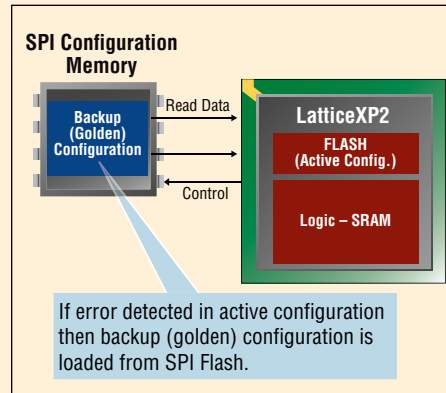 SPI Configuration
Memory
Backup
(Golden)
Configuration
Read Data
Control
LatticeXP2
FLASH
(Active Config.)
Logic – SRAM
If error detected in active configuration
then backup (golden) configuration is
loaded from SPI Flash.